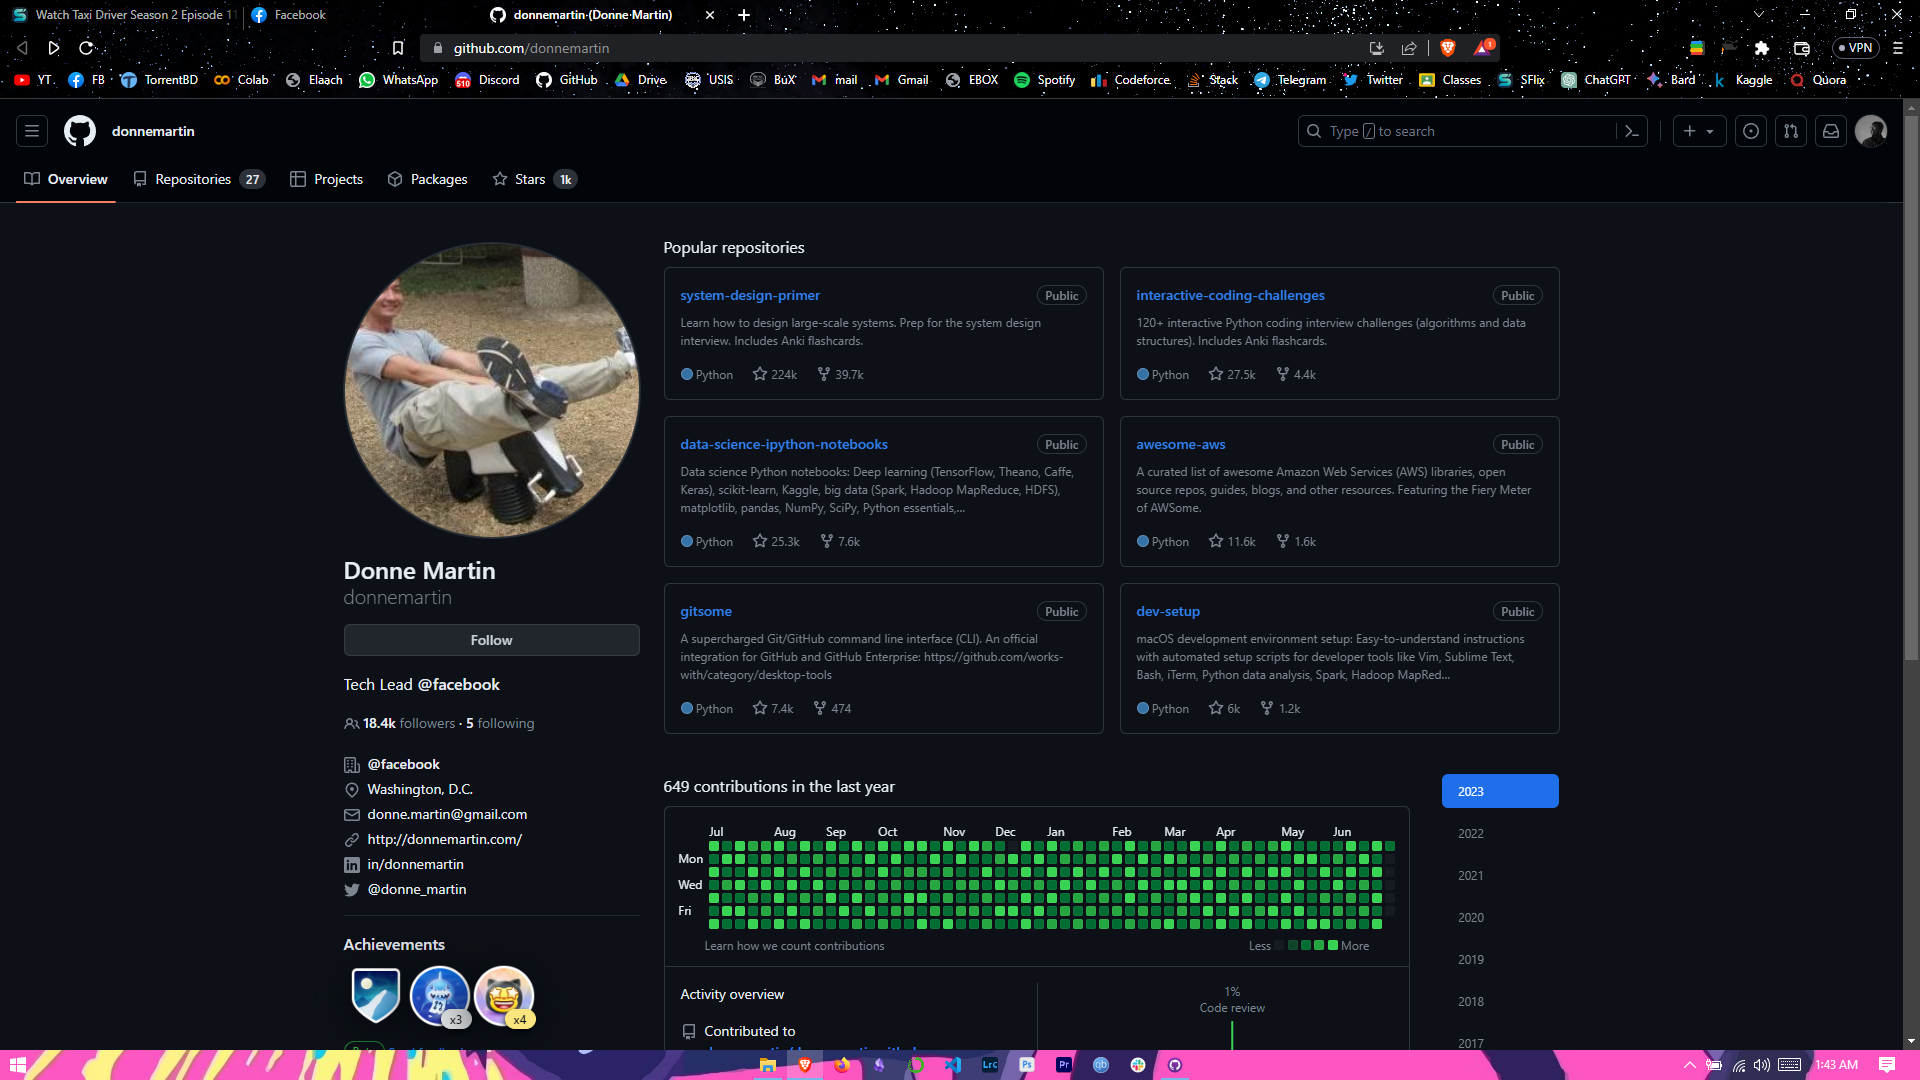 Watch Taxi Driver Season 2 Episode 11
Facebook
donnemartin (Donne Martin)
github.com/donnemartin
1
VPN
YT
FB
TorrentBD
Colab
Elaach
WhatsApp
Discord
GitHub
Drive
USIS
BuX
mail
Gmail
EBOX
Spotify
Codeforce
Stack
Telegram
Twitter
Classes
SFlix
ChatGPT
Bard
Kaggle
Quora
donnemartin
Type / to search
Overview
Repositories 27
Projects
Packages
Stars 1k
Donne Martin
donnemartin
Follow
Tech Lead @facebook
18.4k followers · 5 following
@facebook
Washington, D.C.
donne.martin@gmail.com
http://donnemartin.com/
in/donnemartin
@donne_martin
Achievements
x3
x4
Popular repositories
system-design-primer
Public
Learn how to design large-scale systems. Prep for the system design
interview. Includes Anki flashcards.
Python 224k 39.7k
interactive-coding-challenges
Public
120+ interactive Python coding interview challenges (algorithms and data
structures). Includes Anki flashcards.
Python 27.5k 4.4k
data-science-ipython-notebooks
Public
Data science Python notebooks: Deep learning (TensorFlow, Theano, Caffe,
Keras), scikit-learn, Kaggle, big data (Spark, Hadoop MapReduce, HDFS),
matplotlib, pandas, NumPy, SciPy, Python essentials,...
Python 25.3k 7.6k
awesome-aws
Public
A curated list of awesome Amazon Web Services (AWS) libraries, open
source repos, guides, blogs, and other resources. Featuring the Fiery Meter
of AWSome.
Python 11.6k 1.6k
gitsome
Public
A supercharged Git/GitHub command line interface (CLI). An official
integration for GitHub and GitHub Enterprise: https://github.com/works-
with/category/desktop-tools
Python 7.4k 474
dev-setup
Public
macOS development environment setup: Easy-to-understand instructions
with automated setup scripts for developer tools like Vim, Sublime Text,
Bash, iTerm, Python data analysis, Spark, Hadoop MapRed...
Python 6k 1.2k
649 contributions in the last year
Jul Aug Sep Oct Nov Dec Jan Feb Mar Apr May Jun
Mon
Wed
Fri
Learn how we count contributions
Less
More
2023
2022
2021
2020
2019
2018
2017
Activity overview
Contributed to
1%
Code review
Lrc
Ps
Pr
qb
1:43 AM